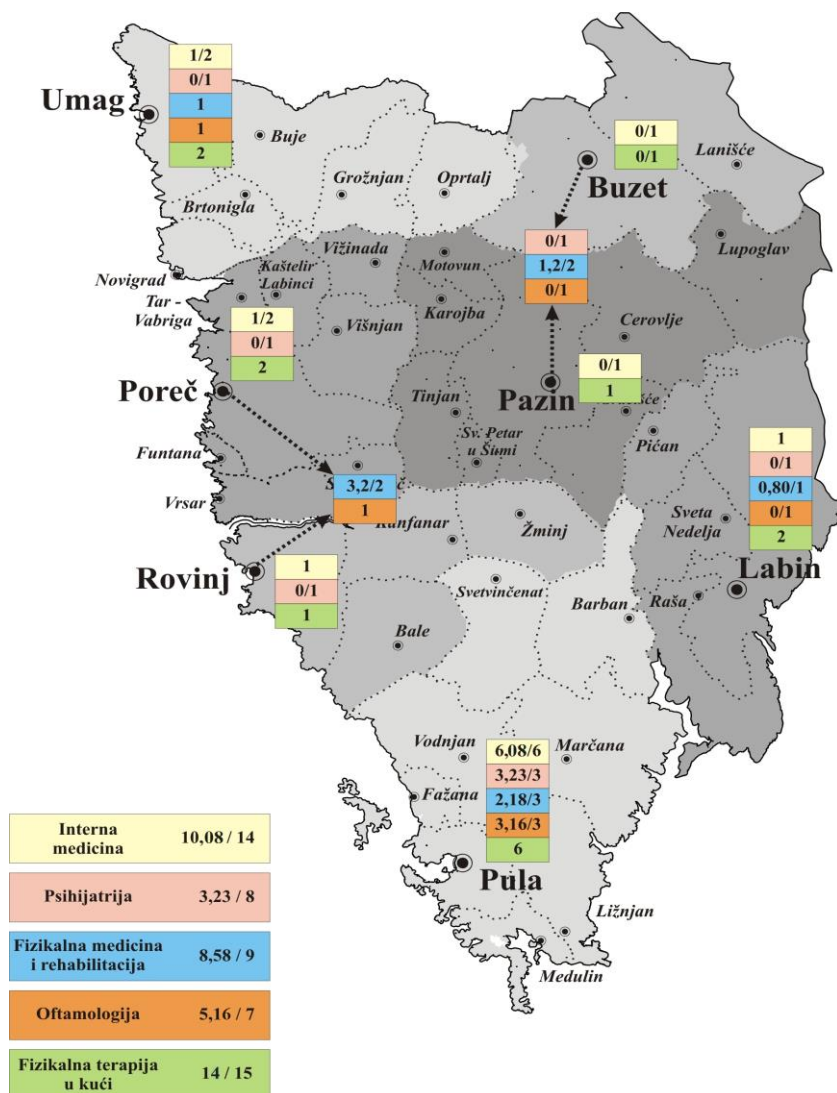 1/2
0/1
1
1
2
Umag
Buje
Grožnjan
Oprtalj
Brtonigla
0/1
0/1
Buzet
Lanišće
Lupoglav
0/1
1,2/2
0/1
Novigrad
Tar -
Vabriga
Kaštelir
Labinci
Vižinada
Motovun
Karojba
Višnjan
Cerovlje
1/2
0/1
2
Poreč
0/1
1
Pazin
Tinjan
Sv. Petar
u Šumi
Pićan
Funtana
Vrsar
3,2/2
1
Kanfanar
Žminj
1
0/1
0,80/1
0/1
2
Sveta
Nedelja
Labin
Raša
Rovinj
1
0/1
1
Svetvinčenat
Barban
Bale
Vodnjan
Marčana
Fažana
6,08/6
3,23/3
2,18/3
3,16/3
6
Pula
Ližnjan
Medulin
Interna
medicina 10,08 / 14
Psihijatrija 3,23 / 8
Fizikalna medicina
i rehabilitacija 8,58 / 9
Oftamologija 5,16 / 7
Fizikalna terapija
u kući 14 / 15